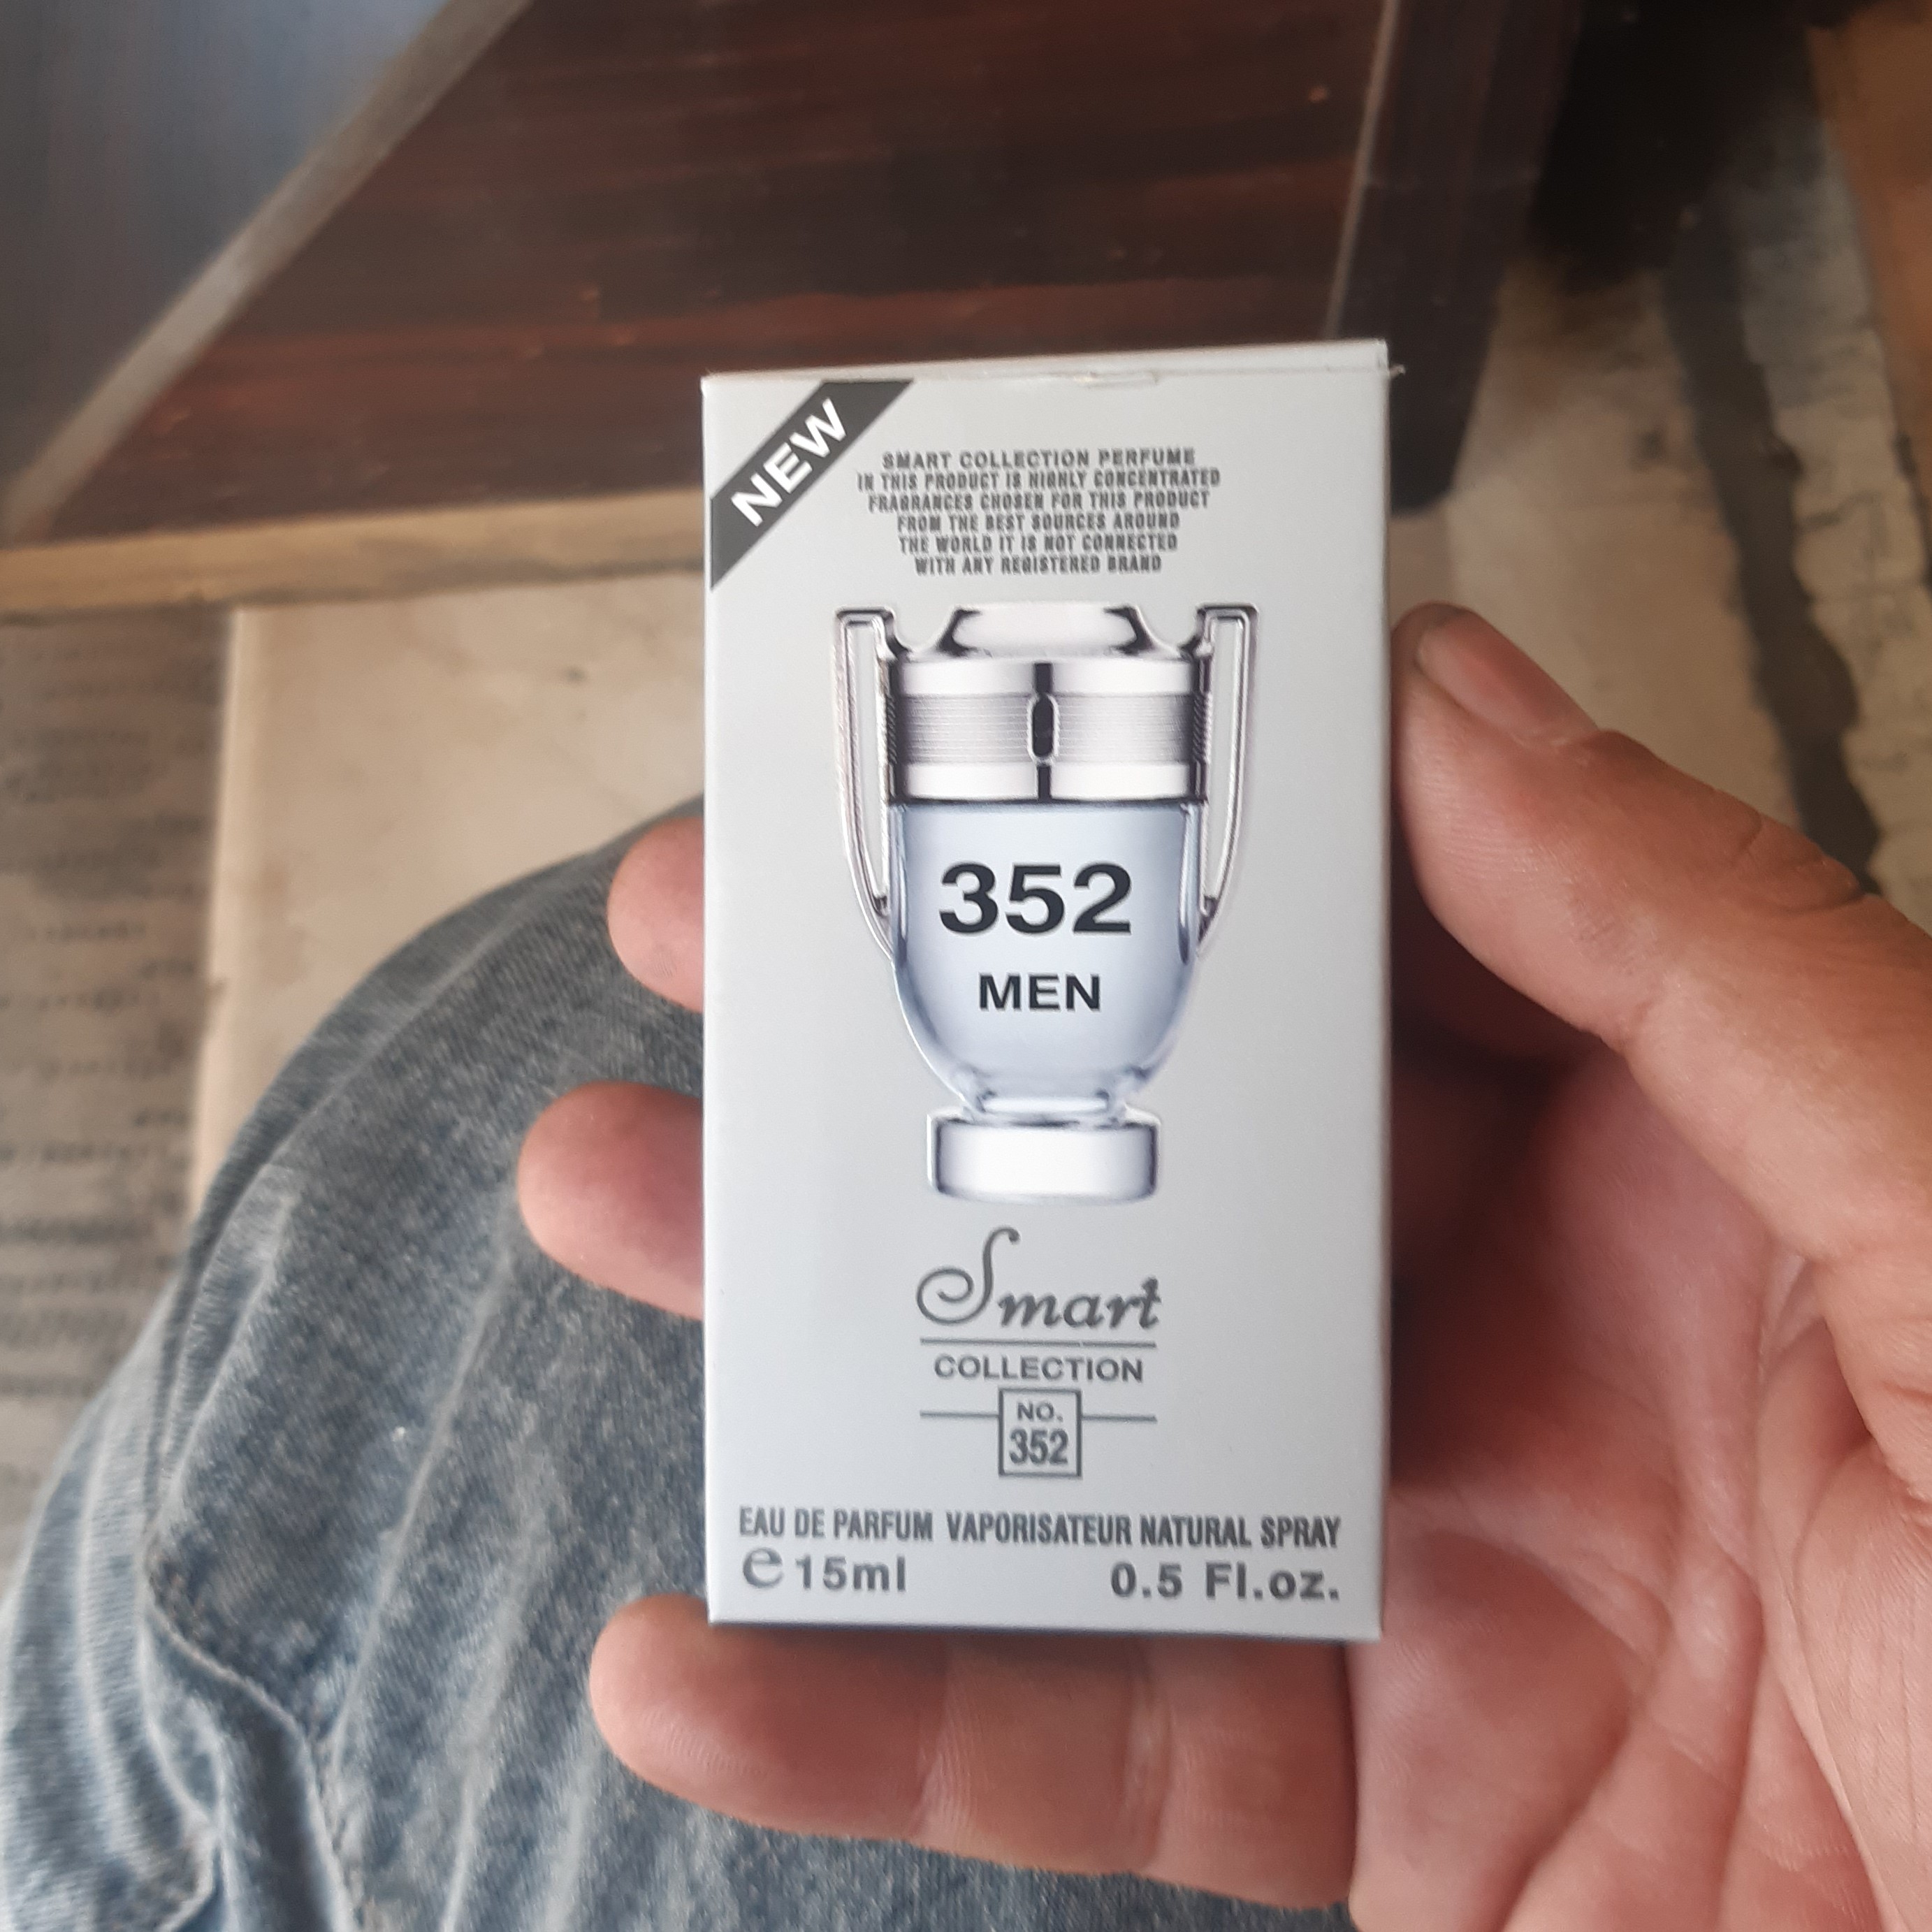 NEW
SMART COLLECTION PERFUME
IN THIS PRODUCT IS HIGHLY CONCENTRATED
FRAGRANCES CHOSEN FOR THIS PRODUCT
FROM THE BEST SOURCES AROUND
THE WORLD IT IS NOT CONNECTED
WITH ANY REGISTERED BRAND
352
MEN
Smart
COLLECTION
NO.
352
EAU DE PARFUM VAPORISATEUR NATURAL SPRAY
e 15ml 0.5 Fl.oz.